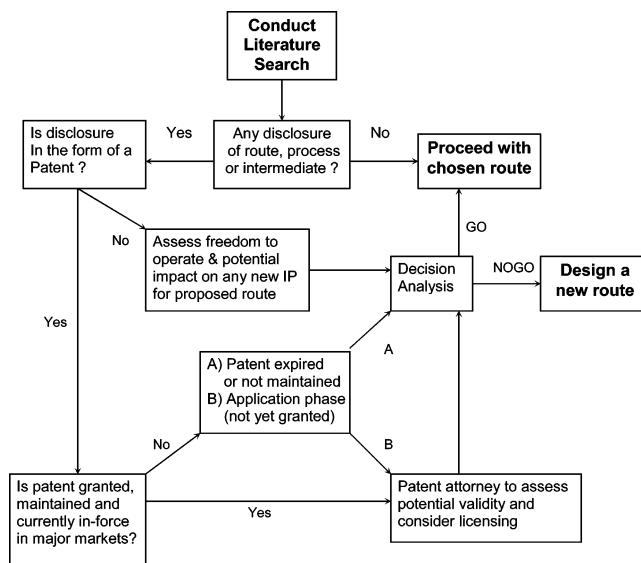 Conduct
Literature
Search
Is disclosure
In the form of a
Patent ?
Yes
Any disclosure
of route, process
or intermediate ?
No
Proceed with
chosen route
GO
No
Assess freedom to
operate & potential
impact on any new IP
for proposed route
Decision
Analysis
NOGO
Design a
new route
Yes
A
A) Patent expired
or not maintained
B) Application phase
(not yet granted)
No
B
Is patent granted,
maintained and
currently in-force
in major markets?
Yes
Patent attorney to assess
potential validity and
consider licensing